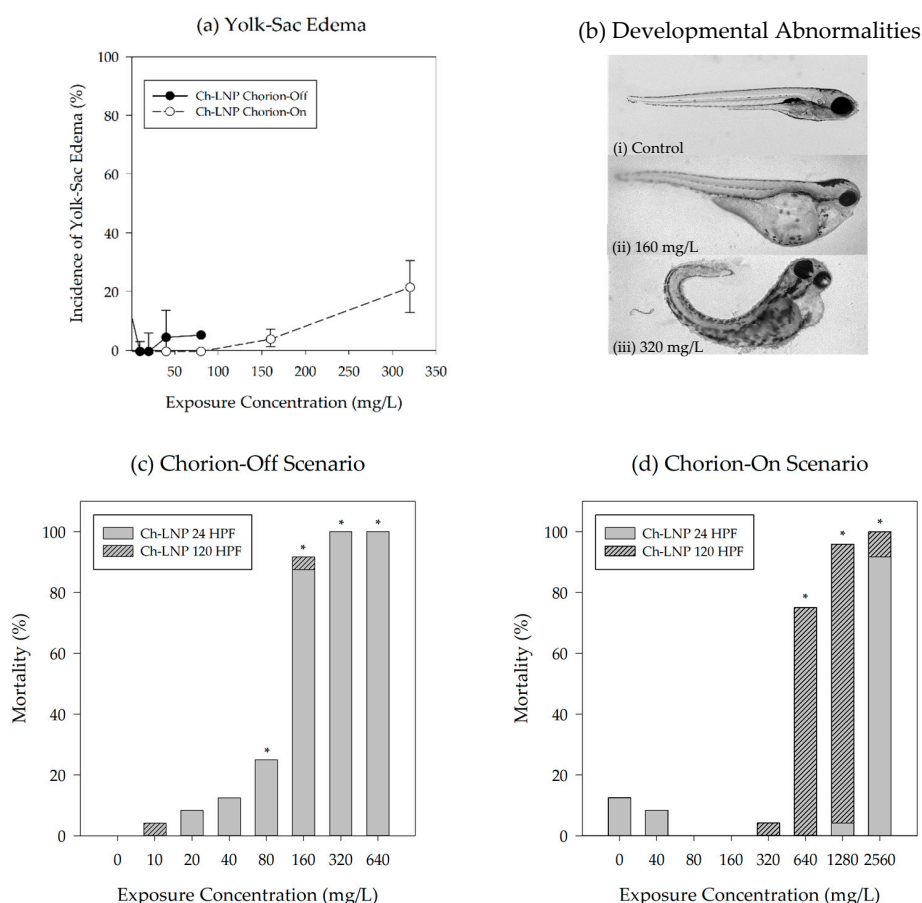 (a) Yolk-Sac Edema
100
80
60
40
20
0
Incidence of Yolk-Sac Edema (%)
Ch-LNP Chorion-Off
Ch-LNP Chorion-On
50 100 150 200 250 300 350
Exposure Concentration (mg/L)
(b) Developmental Abnormalities
(i) Control
(ii) 160 mg/L
(iii) 320 mg/L
(c) Chorion-Off Scenario
100
80
60
40
20
0
Mortality (%)
Ch-LNP 24 HPF
Ch-LNP 120 HPF
* * * *
0 10 20 40 80 160 320 640
Exposure Concentration (mg/L)
(d) Chorion-On Scenario
100
80
60
40
20
0
Mortality (%)
Ch-LNP 24 HPF
Ch-LNP 120 HPF
* * *
0 40 80 160 320 640 1280 2560
Exposure Concentration (mg/L)